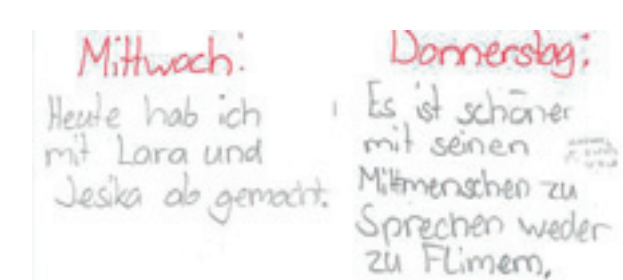 Mittwoch:
Heute hab ich
mit Lara und
Jesika ab gemacht.
Donnerstag:
Es ist schöner
mit seinen
Mitmenschen zu
Sprechen weder
zu Flimern,